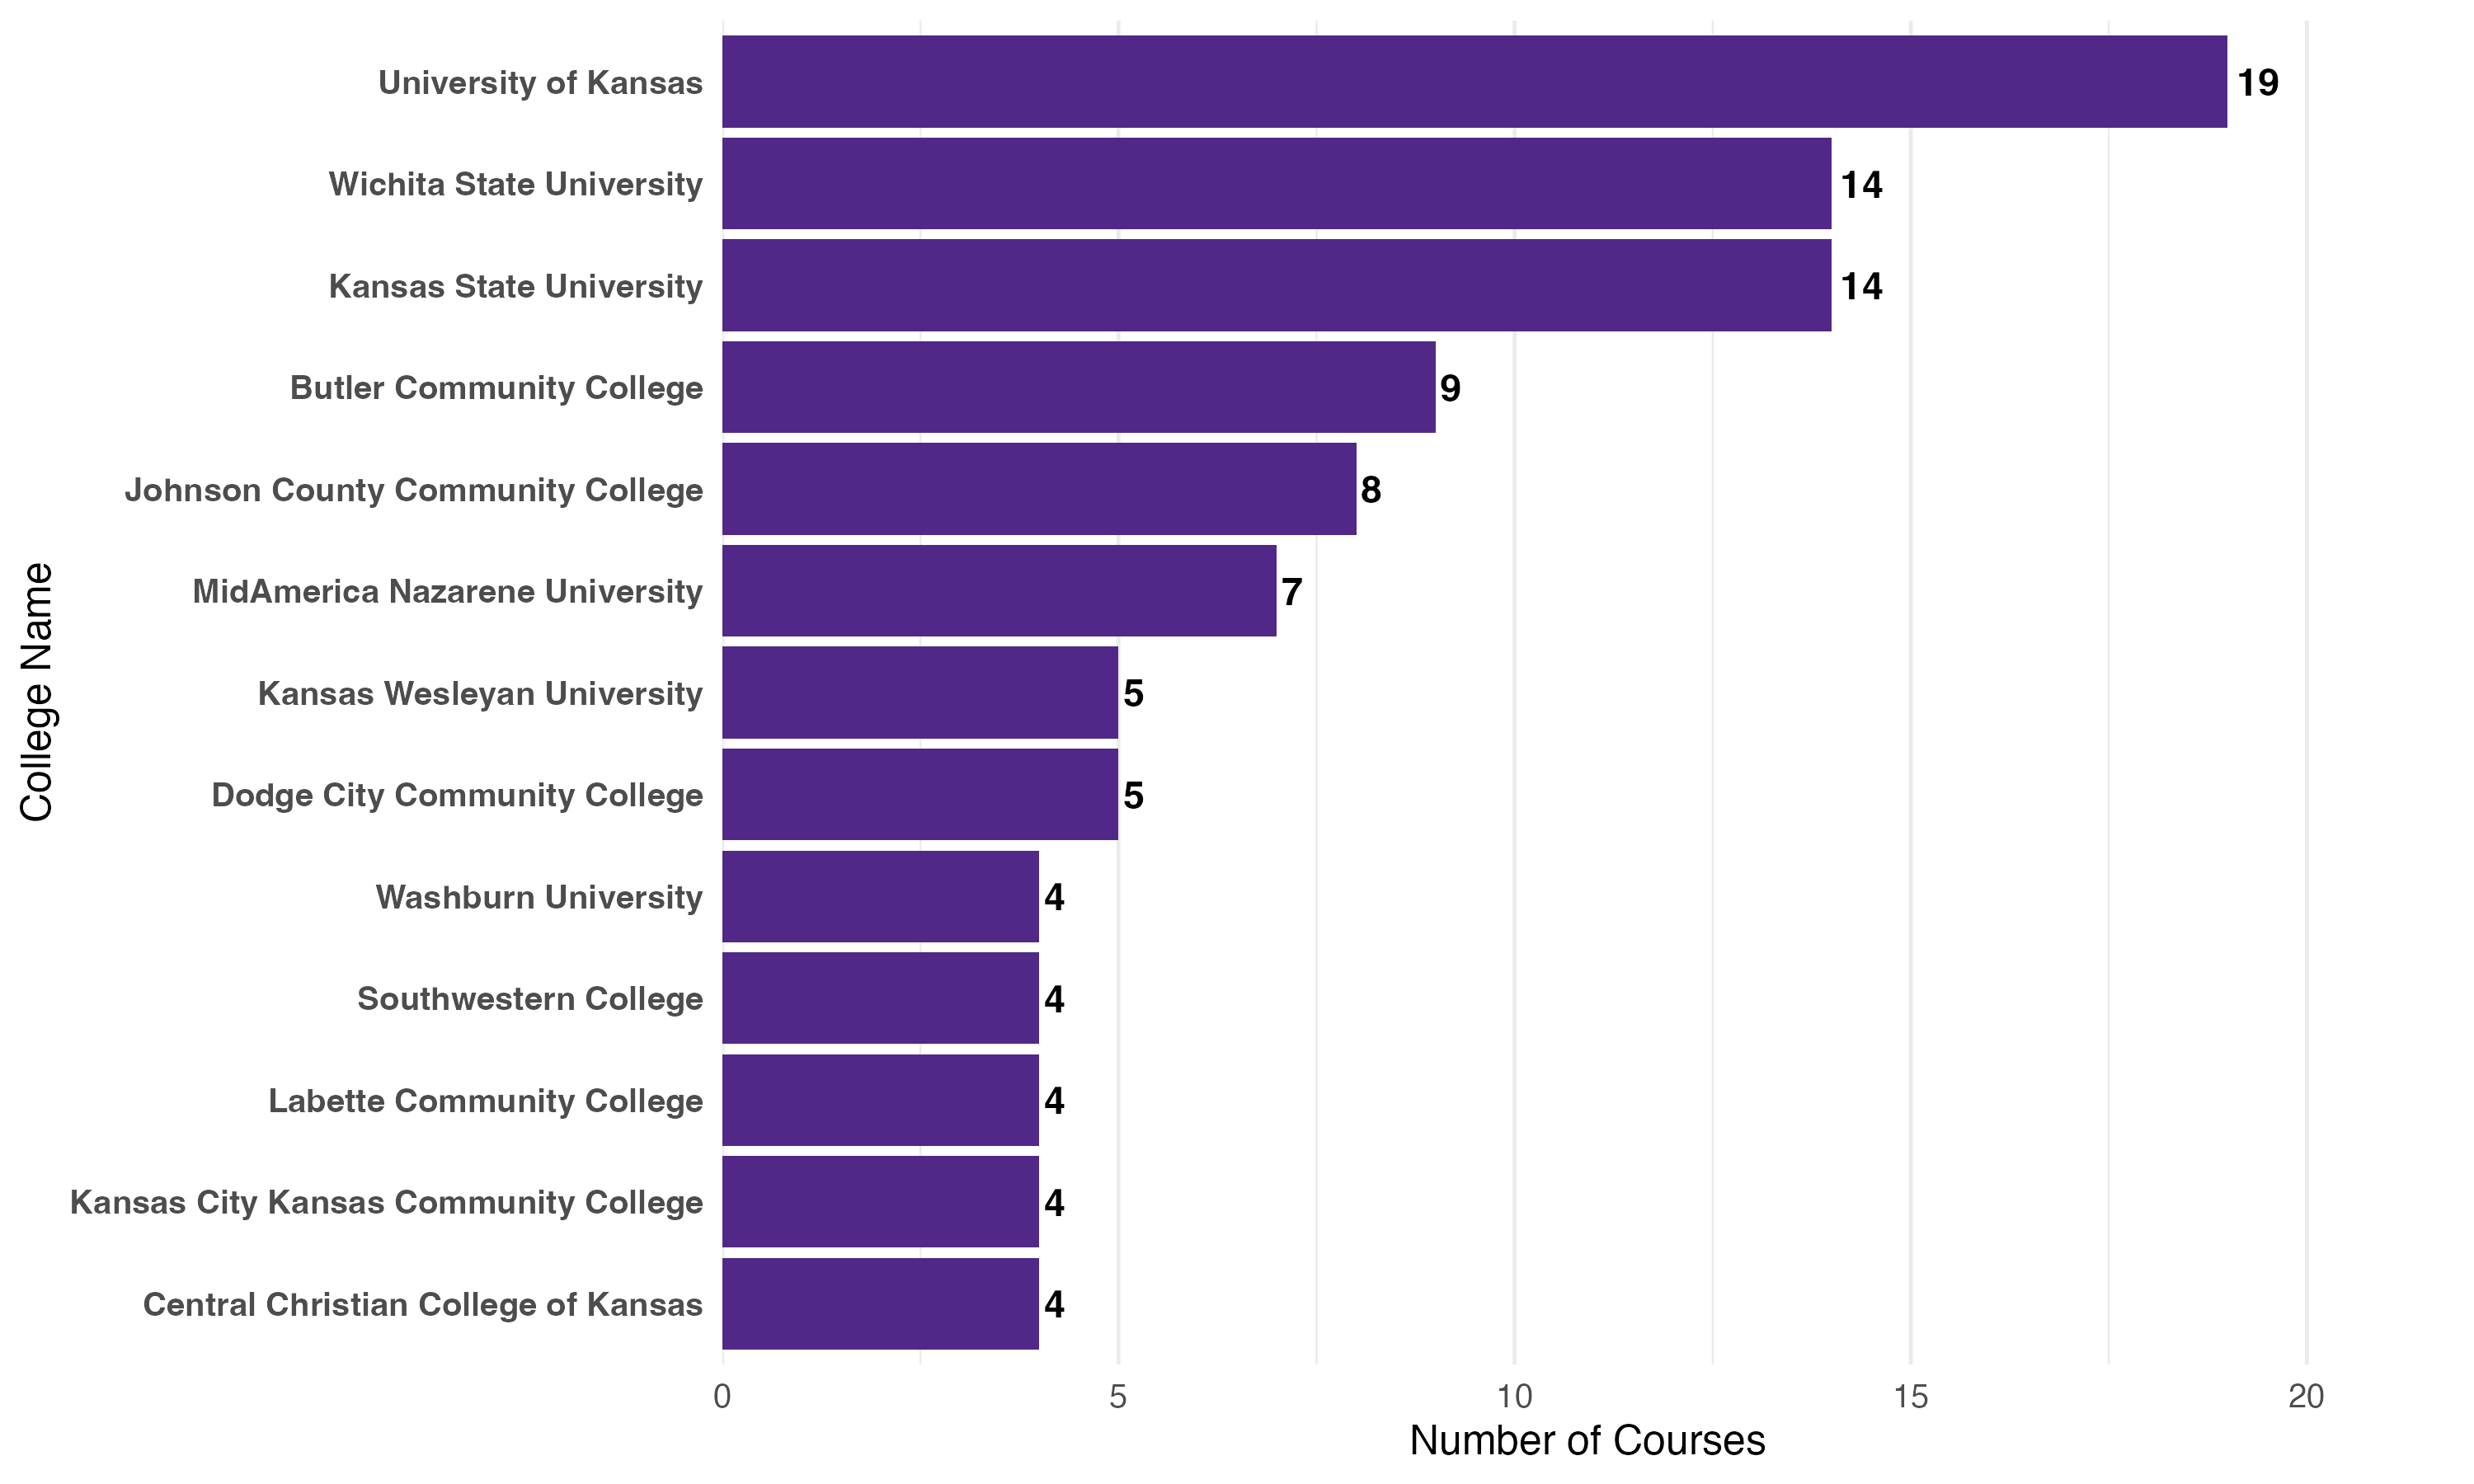 University of Kansas 19
Wichita State University 14
Kansas State University 14
Butler Community College 9
Johnson County Community College 8
MidAmerica Nazarene University 7
Kansas Wesleyan University 5
Dodge City Community College 5
Washburn University 4
Southwestern College 4
Labette Community College 4
Kansas City Kansas Community College 4
Central Christian College of Kansas 4
College Name
0 5 10 15 20
Number of Courses